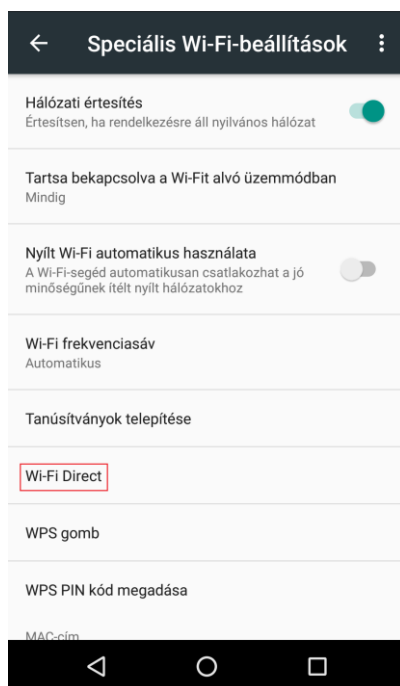 Speciális Wi-Fi-beállítások
Hálózati értesítés
Értesítsen, ha rendelkezésre áll nyilvános hálózat
Tartsa bekapcsolva a Wi-Fit alvó üzemmódban
Mindig
Nyílt Wi-Fi automatikus használata
A Wi-Fi-segéd automatikusan csatlakozhat a jó
minőségűnek ítélt nyílt hálózatokhoz
Wi-Fi frekvenciasáv
Automatikus
Tanúsítványok telepítése
Wi-Fi Direct
WPS gomb
WPS PIN kód megadása
MAC-cím